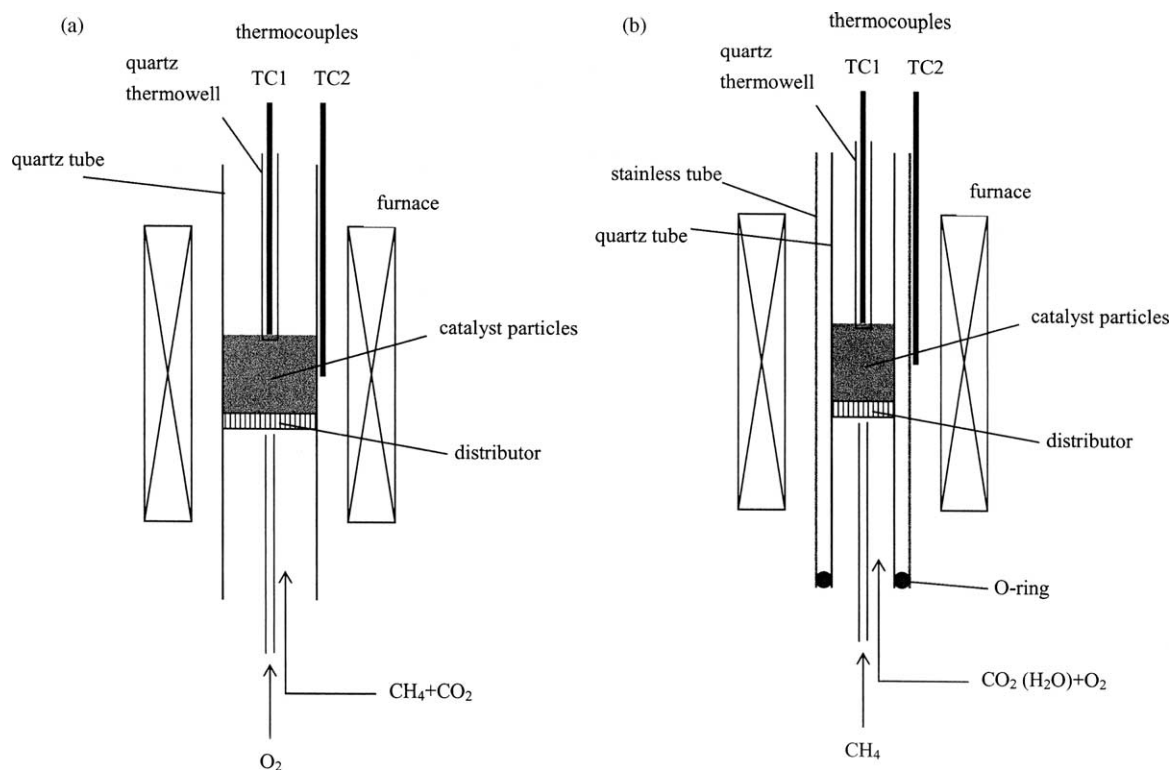 (a)
thermocouples
quartz
thermowell
TC1
TC2
quartz tube
furnace
catalyst particles
distributor
CH₄+CO₂
O₂
(b)
thermocouples
quartz
thermowell
TC1
TC2
stainless tube
quartz tube
furnace
catalyst particles
distributor
O-ring
CO₂ (H₂O)+O₂
CH₄